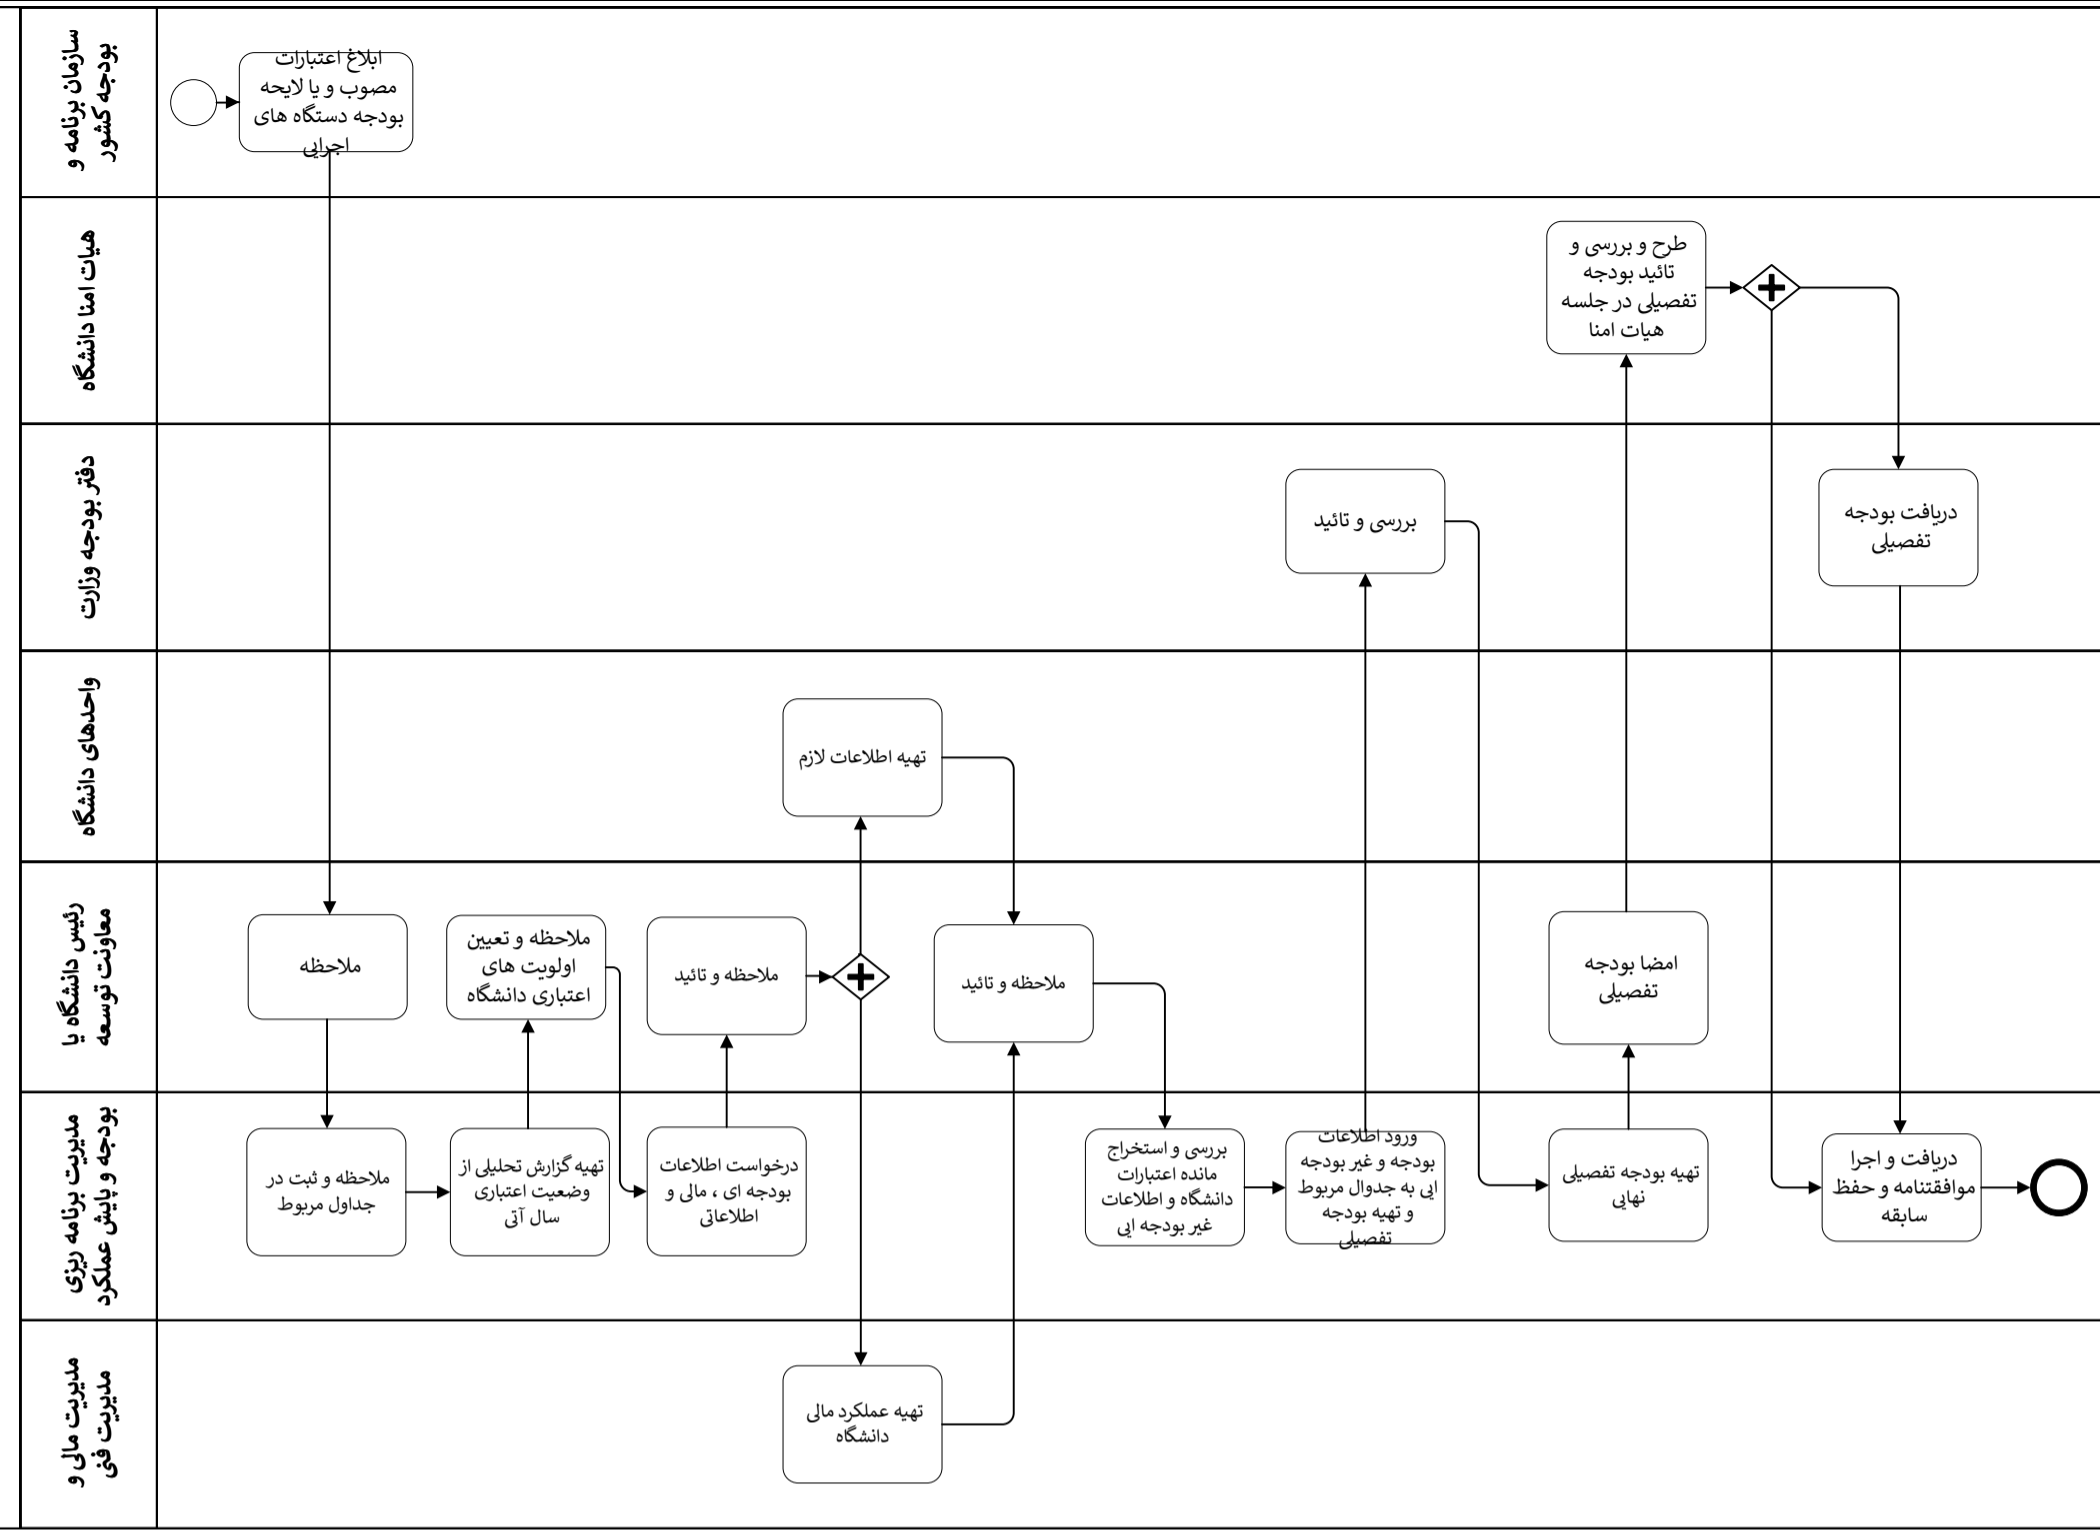 سازمان برنامه و
بودجه کشور
ابلاغ اعتبارات
مصوب و یا لایحه
بودجه دستگاه های
اجرایی
هیات امنا دانشگاه
طرح و بررسی و
تائید بودجه
تفصیلی در جلسه
هیات امنا
دفتر بودجه وزارت
بررسی و تائید
دریافت بودجه
تفصیلی
واحدهای دانشگاه
تهیه اطلاعات لازم
رئیس دانشگاه یا
معاونت توسعه
ملاحظه
ملاحظه و تعیین
اولویت های
اعتباری دانشگاه
ملاحظه و تائید
ملاحظه و تائید
امضا بودجه
تفصیلی
مدیریت برنامه ریزی
بودجه و پایش عملکرد
ملاحظه و ثبت در
جداول مربوط
تهیه گزارش تحلیلی از
وضعیت اعتباری
سال آتی
درخواست اطلاعات
بودجه ای ، مالی و
اطلاعاتی
بررسی و استخراج
مانده اعتبارات
دانشگاه و اطلاعات
غیر بودجه ایی
ورود اطلاعات
بودجه و غیر بودجه
ایی به جدوال مربوط
و تهیه بودجه
تفصیلی
تهیه بودجه تفصیلی
نهایی
دریافت و اجرا
موافقتنامه و حفظ
سابقه
مدیریت مالی و
مدیریت فنی
تهیه عملکرد مالی
دانشگاه